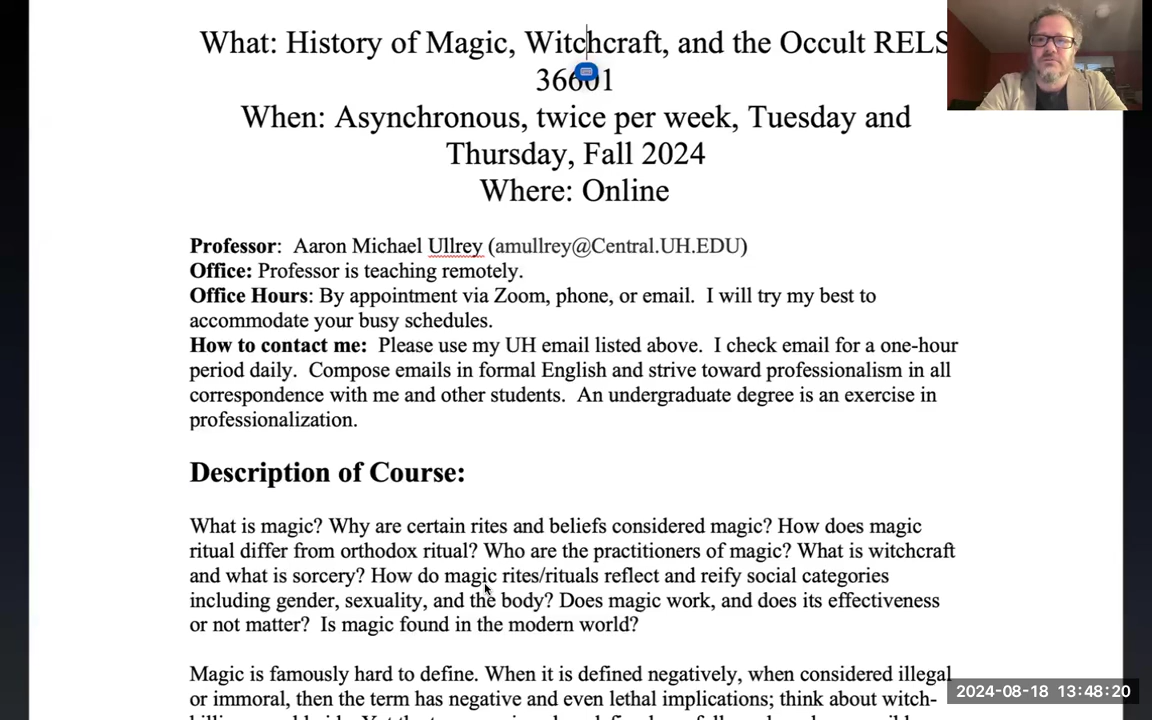 What: History of Magic, Witchcraft, and the Occult RELS
36601
When: Asynchronous, twice per week, Tuesday and
Thursday, Fall 2024
Where: Online
Professor:  Aaron Michael Ullrey (amullrey@Central.UH.EDU)
Office: Professor is teaching remotely.
Office Hours: By appointment via Zoom, phone, or email.  I will try my best to
accommodate your busy schedules.
How to contact me:  Please use my UH email listed above.  I check email for a one-hour
period daily.  Compose emails in formal English and strive toward professionalism in all
correspondence with me and other students.  An undergraduate degree is an exercise in
professionalization.
Description of Course:
What is magic? Why are certain rites and beliefs considered magic? How does magic
ritual differ from orthodox ritual? Who are the practitioners of magic? What is witchcraft
and what is sorcery? How do magic rites/rituals reflect and reify social categories
including gender, sexuality, and the body? Does magic work, and does its effectiveness
or not matter?  Is magic found in the modern world?
Magic is famously hard to define. When it is defined negatively, when considered illegal
or immoral, then the term has negative and even lethal implications; think about witch-
2024-08-18 13:48:20